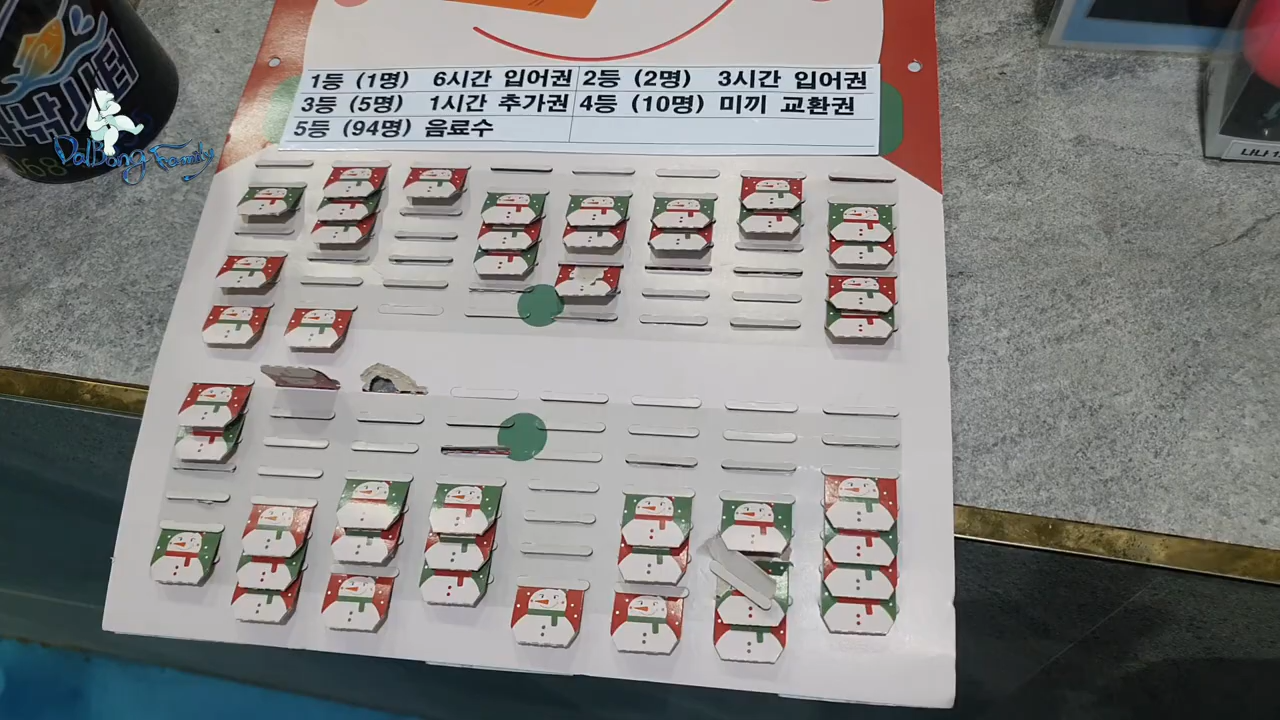 1등 (1명) 6시간 입어권 2등 (2명) 3시간 입어권
3등 (5명) 1시간 추가권 4등 (10명) 미끼 교환권
5등 (94명) 음료수
DalBong Family